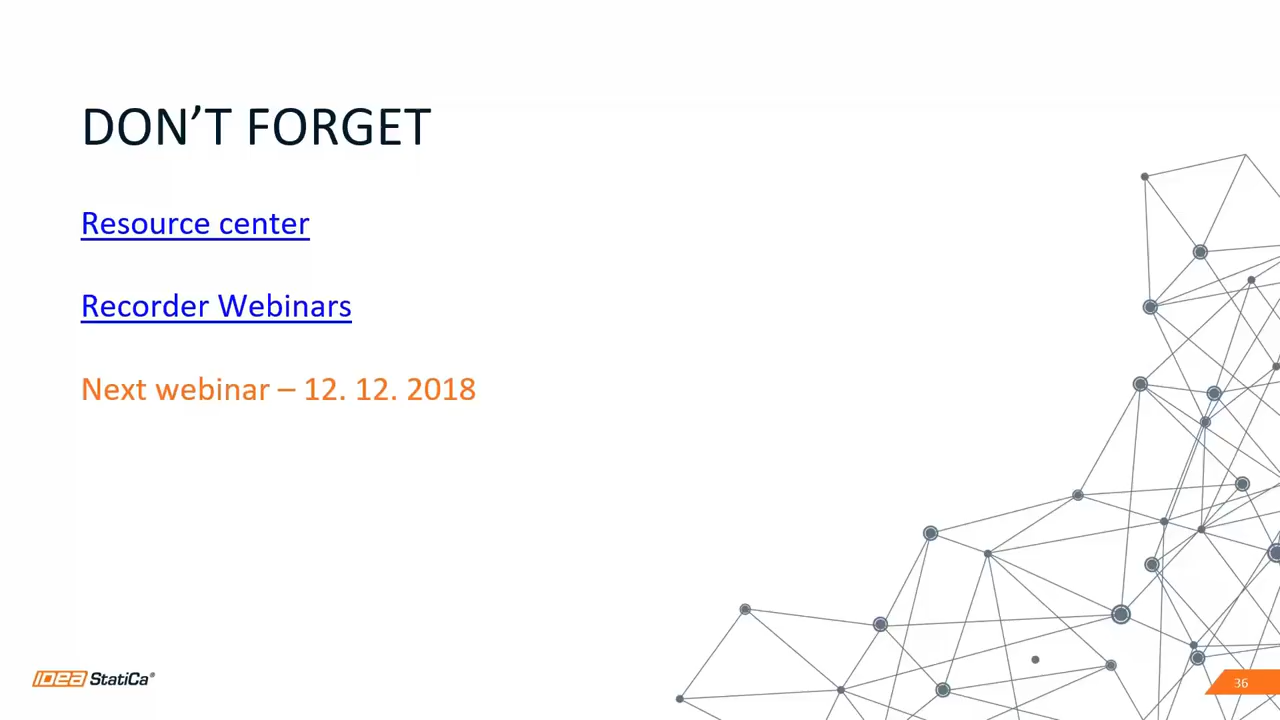 DON'T FORGET
Resource center
Recorder Webinars
Next webinar – 12. 12. 2018
IDEA StatiCa®
36